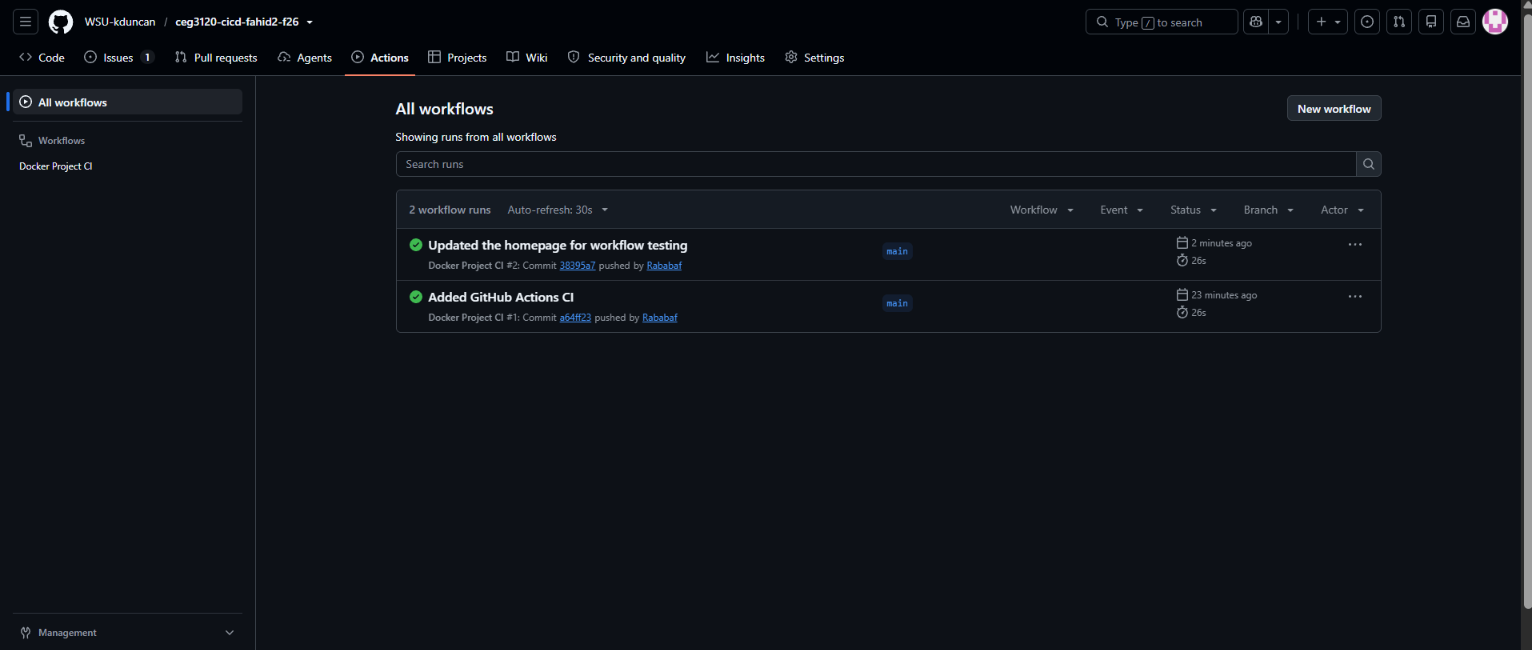 WSU-kduncan / ceg3120-cicd-fahid2-f26
Type / to search
Code
Issues 1
Pull requests
Agents
Actions
Projects
Wiki
Security and quality
Insights
Settings
All workflows
Workflows
Docker Project CI
Management
All workflows
New workflow
Showing runs from all workflows
Search runs
2 workflow runs Auto-refresh: 30s Workflow Event Status Branch Actor
Updated the homepage for workflow testing
main
2 minutes ago
Docker Project CI #2: Commit 38395a7 pushed by Rababaf
26s
Added GitHub Actions CI
main
23 minutes ago
Docker Project CI #1: Commit a64ff23 pushed by Rababaf
26s